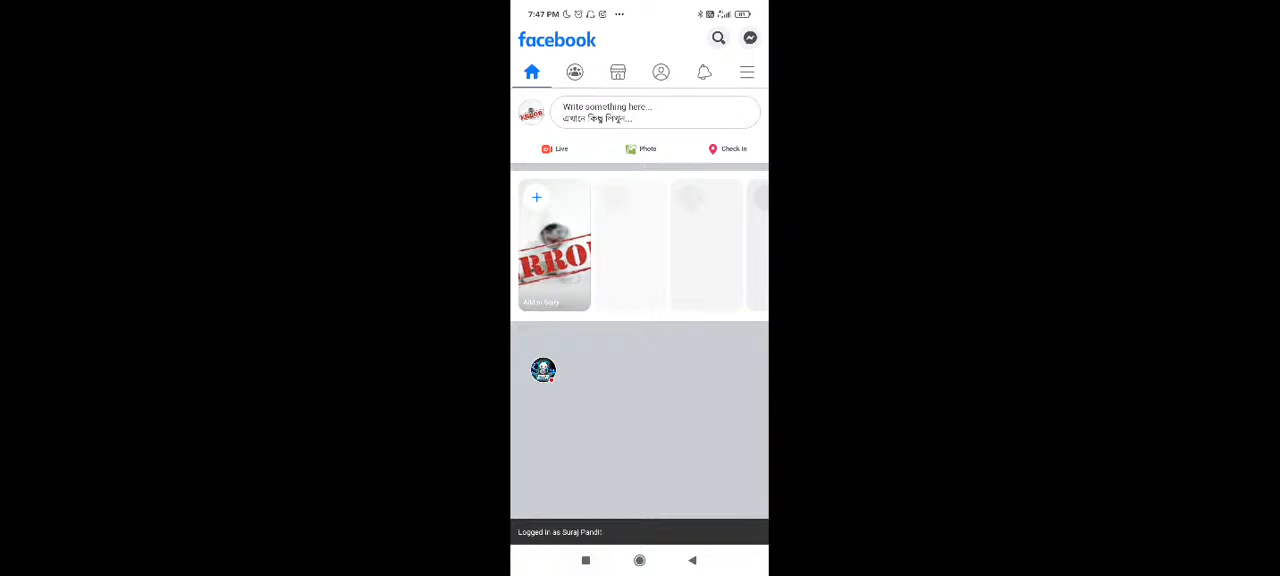 7:47 PM
facebook
Write something here...
এখানে কিছু লিখুন...
Live
Photo
Check In
RRO
Add to Story
Logged in as Suraj Pandit